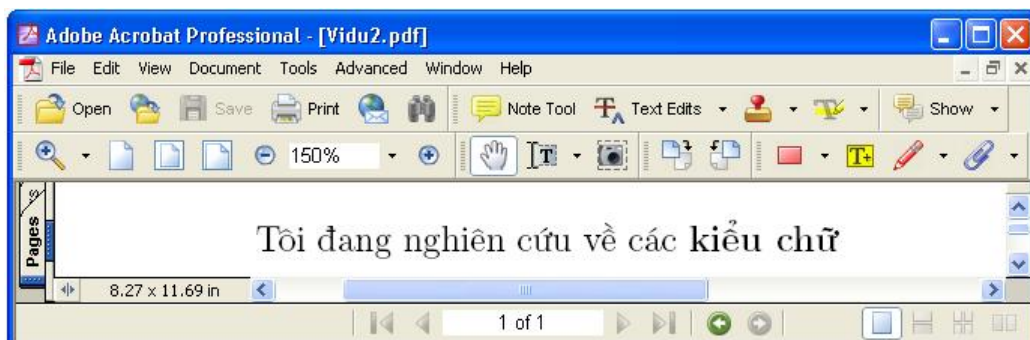 Adobe Acrobat Professional - [Vidu2.pdf]
File Edit View Document Tools Advanced Window Help
Open Save Print Note Tool Text Edits Show
150%
Pages
Tôi đang nghiên cứu về các kiểu chữ
8.27 x 11.69 in
1 of 1